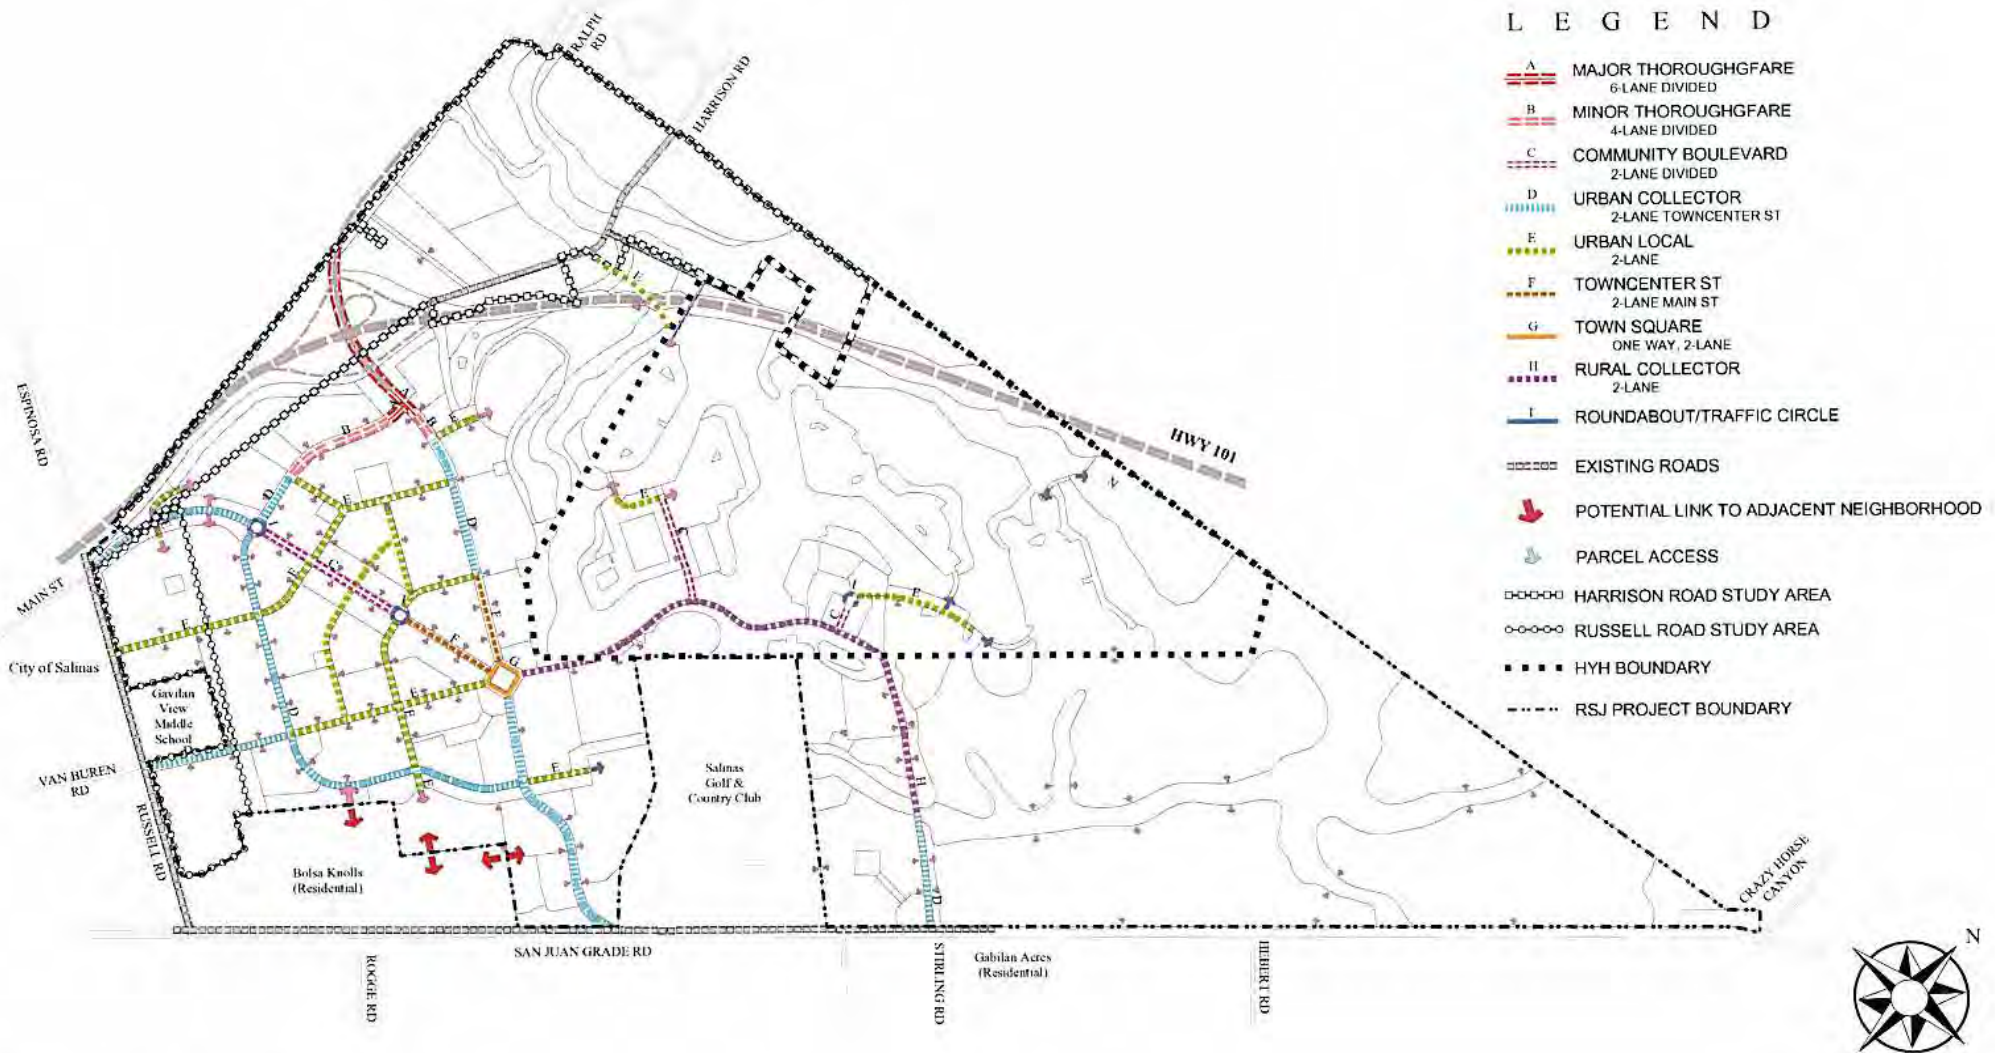 L E G E N D
A
MAJOR THOROUGHGFARE
6-LANE DIVIDED
B
MINOR THOROUGHGFARE
4-LANE DIVIDED
C
COMMUNITY BOULEVARD
2-LANE DIVIDED
D
URBAN COLLECTOR
2-LANE TOWNCENTER ST
E
URBAN LOCAL
2-LANE
F
TOWNCENTER ST
2-LANE MAIN ST
G
TOWN SQUARE
ONE WAY, 2-LANE
H
RURAL COLLECTOR
2-LANE
I
ROUNDABOUT/TRAFFIC CIRCLE
EXISTING ROADS
POTENTIAL LINK TO ADJACENT NEIGHBORHOOD
PARCEL ACCESS
HARRISON ROAD STUDY AREA
RUSSELL ROAD STUDY AREA
HYH BOUNDARY
RSJ PROJECT BOUNDARY
RALPH
RD
HARRISON RD
ESPINOSA RD
HWY 101
MAIN ST
City of Salinas
Gavilan
View
Middle
School
VAN BUREN
RD
RUSSELL RD
Bolsa Knolls
(Residential)
Salinas
Golf &
Country Club
SAN JUAN GRADE RD
ROGGE RD
STIRLING RD
Gabilan Acres
(Residential)
HEBERT RD
CRAZY HORSE
CANYON
N
E
A
B
B
E
D
E
D
I
C
E
E
F
F
G
E
E
D
E
E
E
E
C
C
I
E
H
D
N